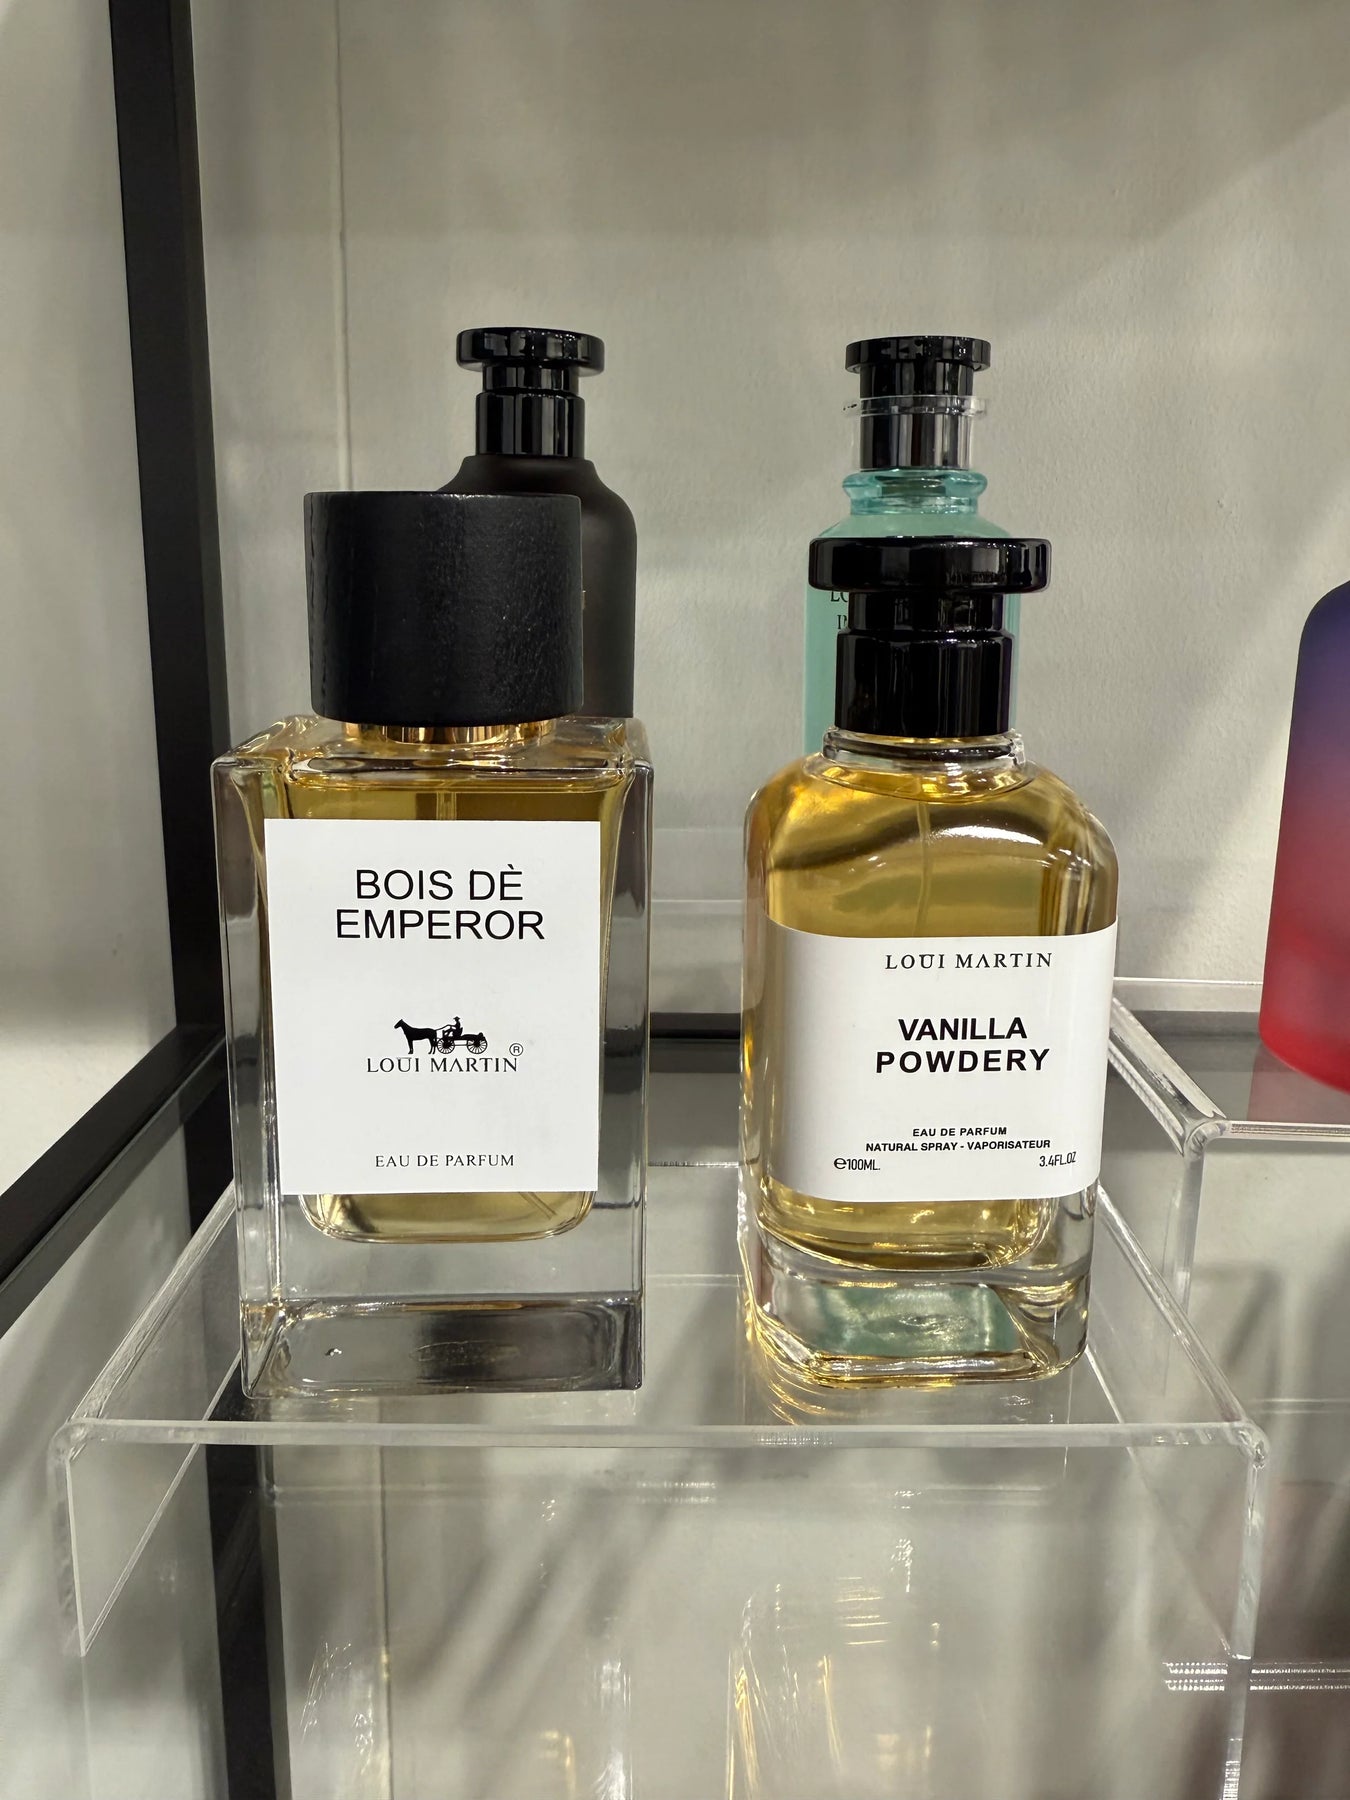 BOIS DÈ
EMPEROR
LOUI MARTIN®
EAU DE PARFUM
LOŪI MARTIN
VANILLA
POWDERY
EAU DE PARFUM
NATURAL SPRAY - VAPORISATEUR
℮100ML. 3.4FL.OZ